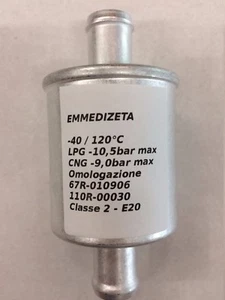 EMMEDIZETA
-40 / 120°C
LPG -10,5bar max
CNG -9,0bar max
Omologazione
67R-010906
110R-00030
Classe 2 - E20